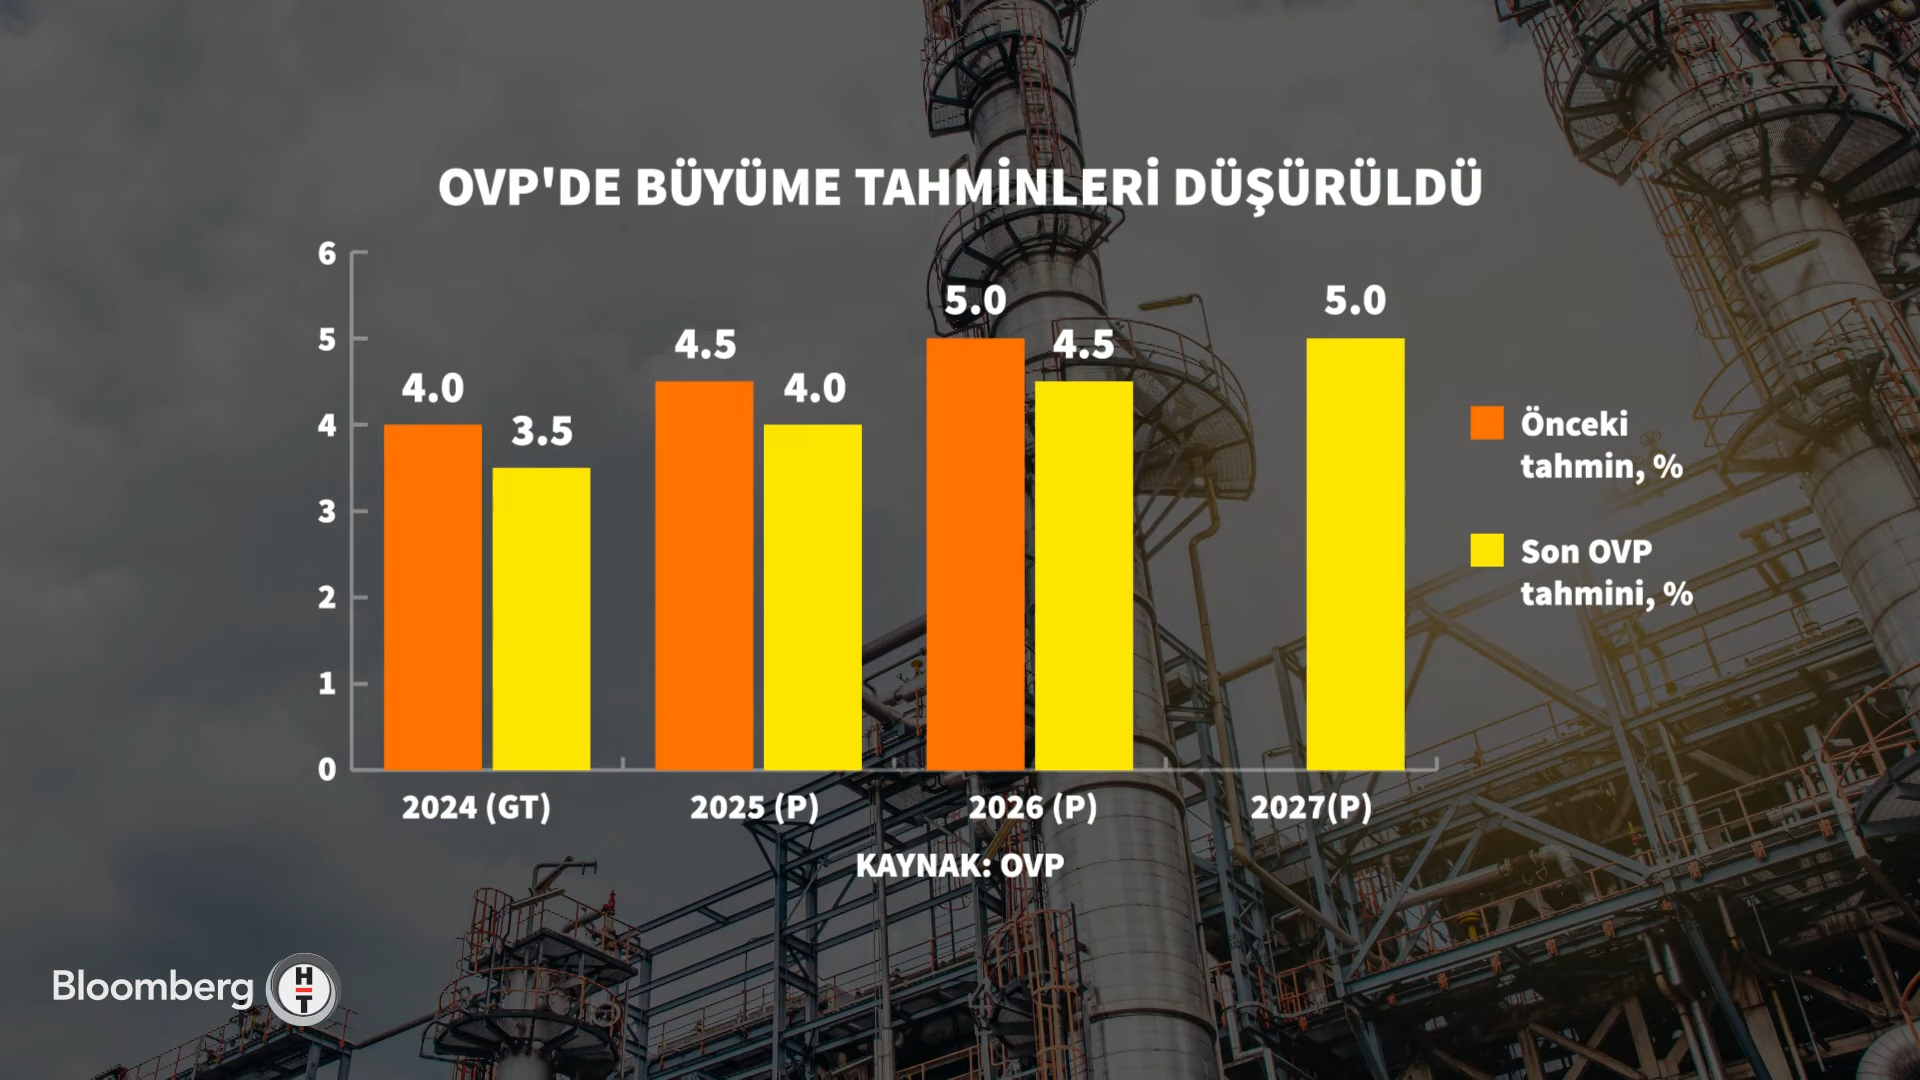 OVP'DE BÜYÜME TAHMİNLERİ DÜŞÜRÜLDÜ
6
5
4
3
2
1
0
4.0
3.5
4.5
4.0
5.0
4.5
5.0
2024 (GT)
2025 (P)
2026 (P)
2027(P)
Önceki
tahmin, %
Son OVP
tahmini, %
KAYNAK: OVP
Bloomberg HT